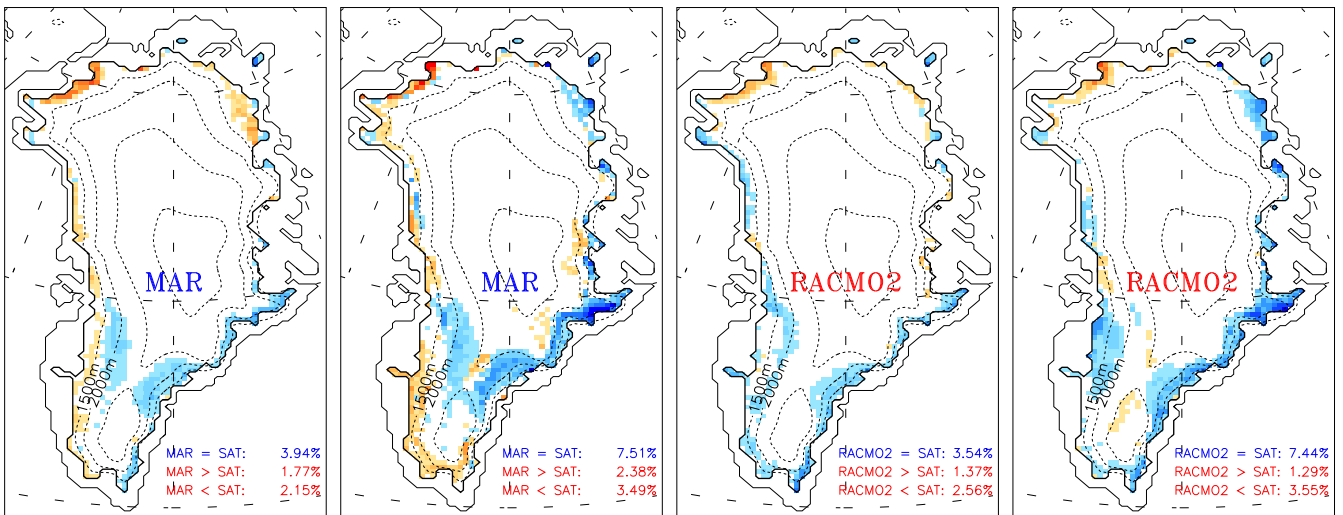 MAR
1500m
2000m
MAR = SAT: 3.94%
MAR > SAT: 1.77%
MAR < SAT: 2.15%
MAR
1500m
2000m
MAR = SAT: 7.51%
MAR > SAT: 2.38%
MAR < SAT: 3.49%
RACMO2
1500m
2000m
RACMO2 = SAT: 3.54%
RACMO2 > SAT: 1.37%
RACMO2 < SAT: 2.56%
RACMO2
1500m
2000m
RACMO2 = SAT: 7.44%
RACMO2 > SAT: 1.29%
RACMO2 < SAT: 3.55%